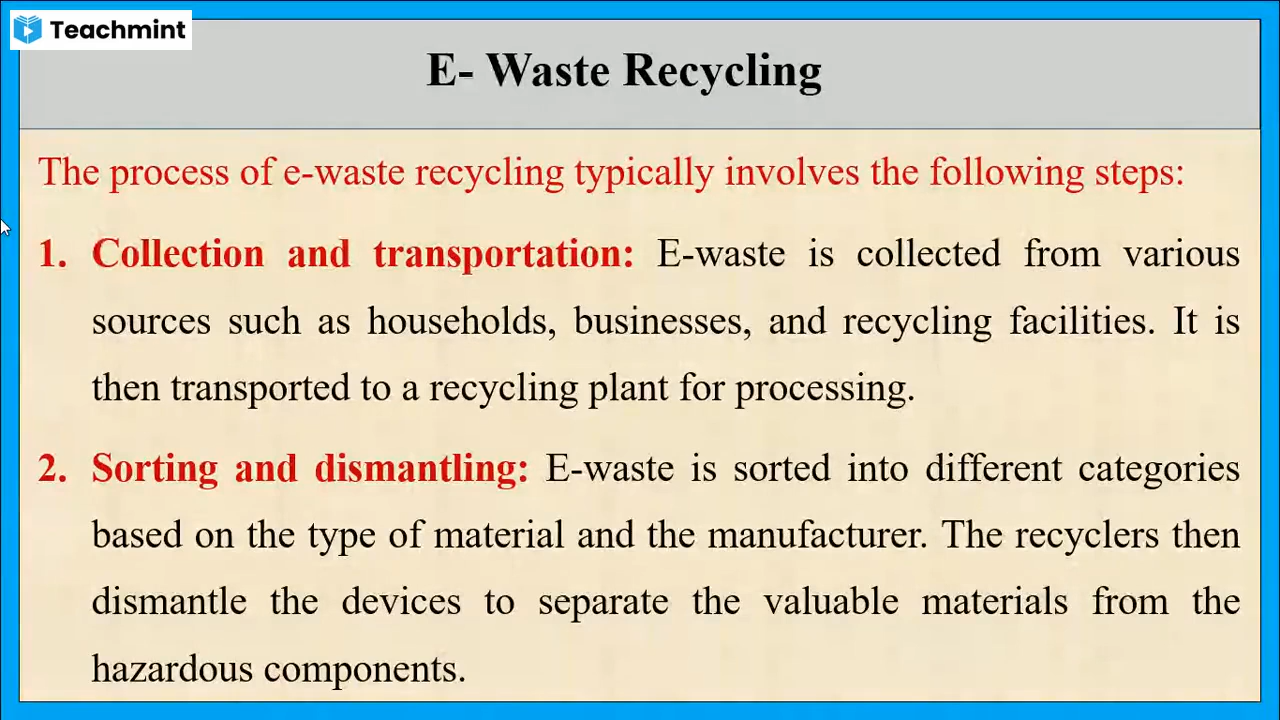 Teachmint
E- Waste Recycling
The process of e-waste recycling typically involves the following steps:
1. Collection and transportation: E-waste is collected from various
sources such as households, businesses, and recycling facilities. It is
then transported to a recycling plant for processing.
2. Sorting and dismantling: E-waste is sorted into different categories
based on the type of material and the manufacturer. The recyclers then
dismantle the devices to separate the valuable materials from the
hazardous components.